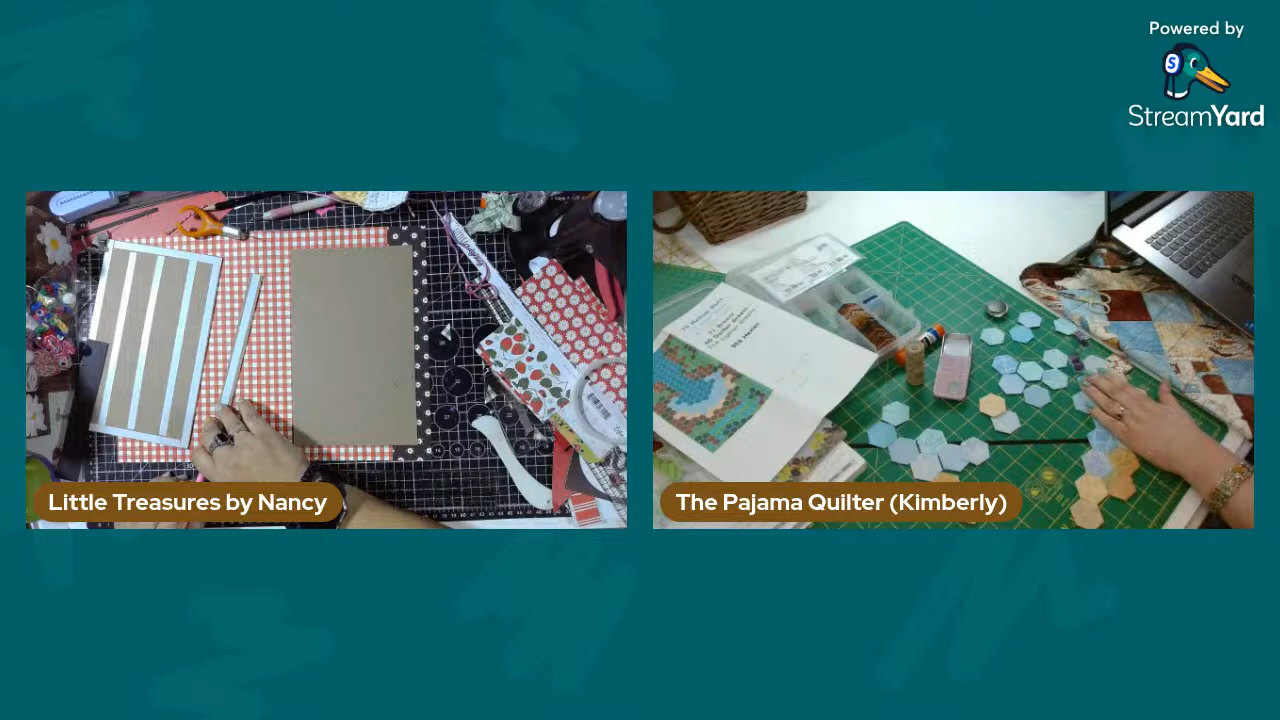 Powered by
S
StreamYard
Little Treasures by Nancy
The Pajama Quilter (Kimberly)